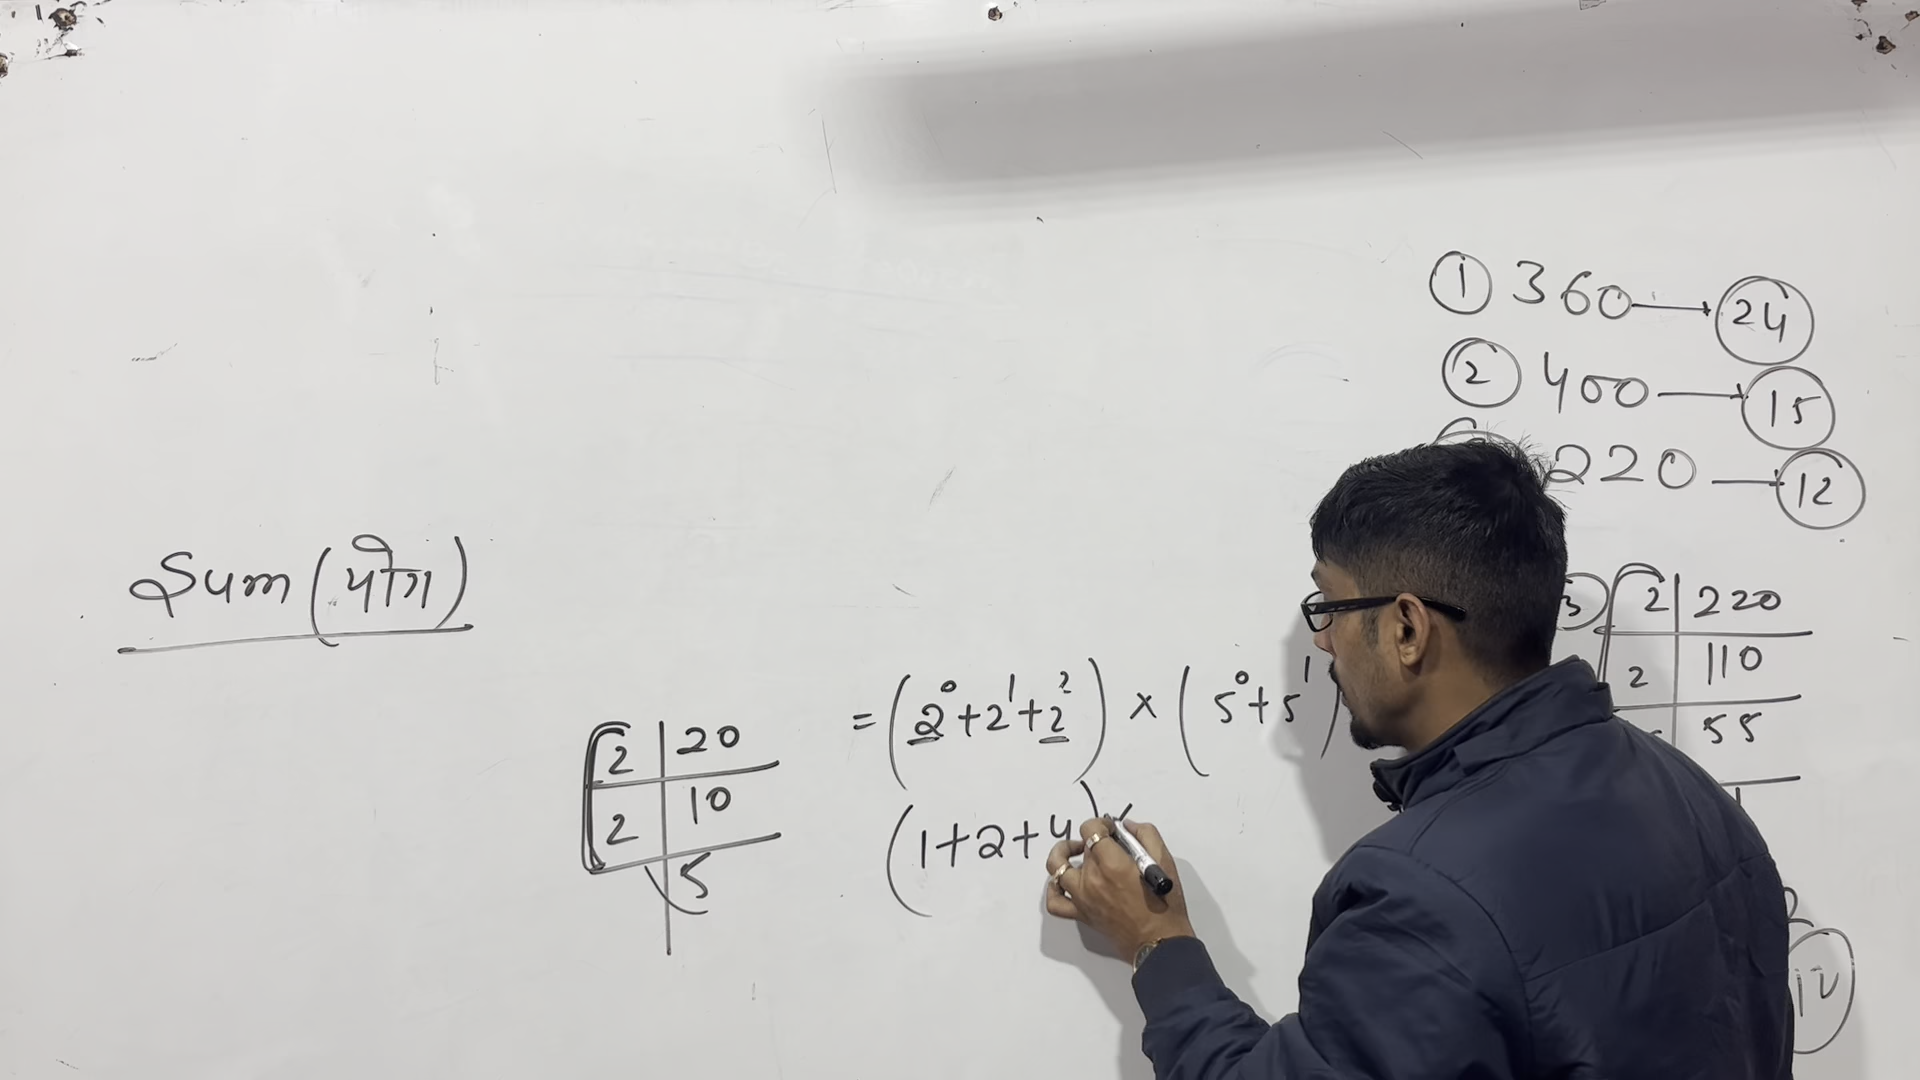 Sum (योग)
2 | 20
2 | 10
5
= (2⁰+2¹+2²) × (5⁰+5¹)
(1+2+4) ×
① 360 → 24
② 400 → 15
220 → 12
③ 2 | 220
2 | 110
55